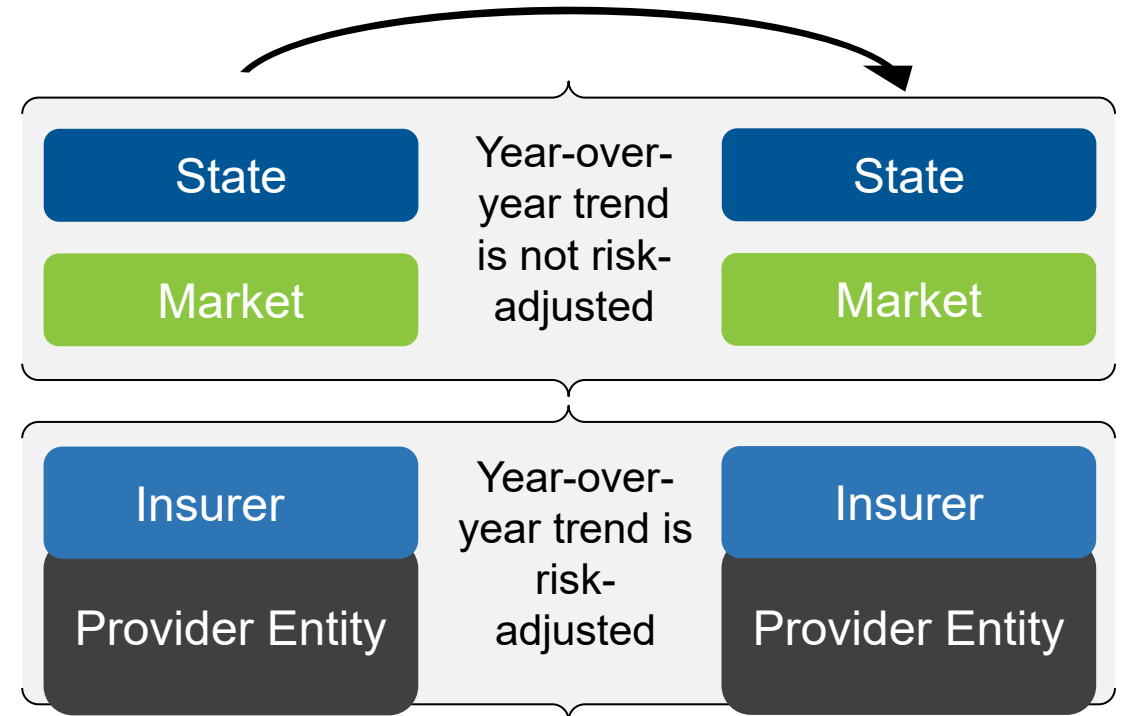 State
Market
Year-over-
year trend
is not risk-
adjusted
State
Market
Insurer
Provider Entity
Year-over-
year trend is
risk-
adjusted
Insurer
Provider Entity